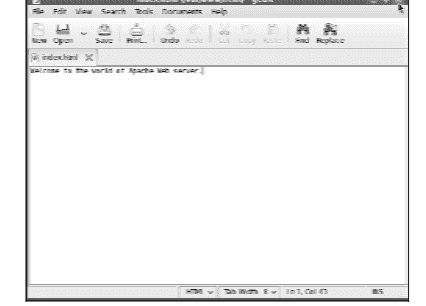 File Edit View Search Tools Documents Help
New Open Save Print... Undo Redo Cut Copy Paste Find Replace
index.html
Welcome to the world of Apache Web server.
HTML Tab Width: 8 Ln 1, Col 43 INS